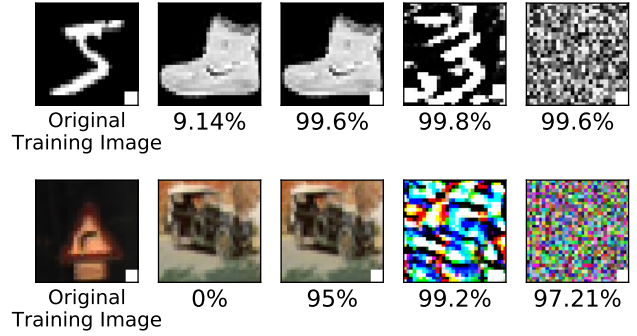 Original
Training Image
9.14%
99.6%
99.8%
99.6%
Original
Training Image
0%
95%
99.2%
97.21%